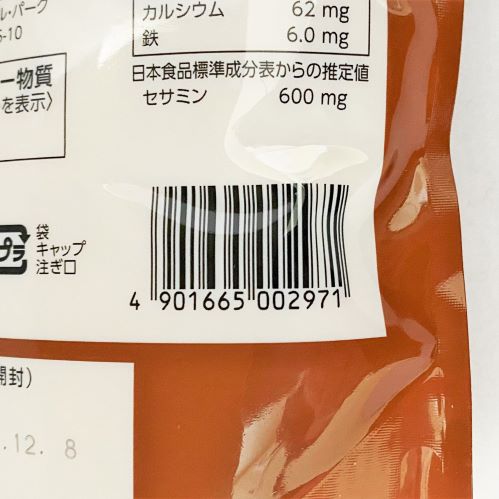 ル・パーク
5-10
カルシウム 62 mg
鉄 6.0 mg
日本食品標準成分表からの推定値
セサミン 600 mg
ー物質
を表示〉
プラ
袋
キャップ
注ぎ口
4 901665 002971
開封)
.12. 8